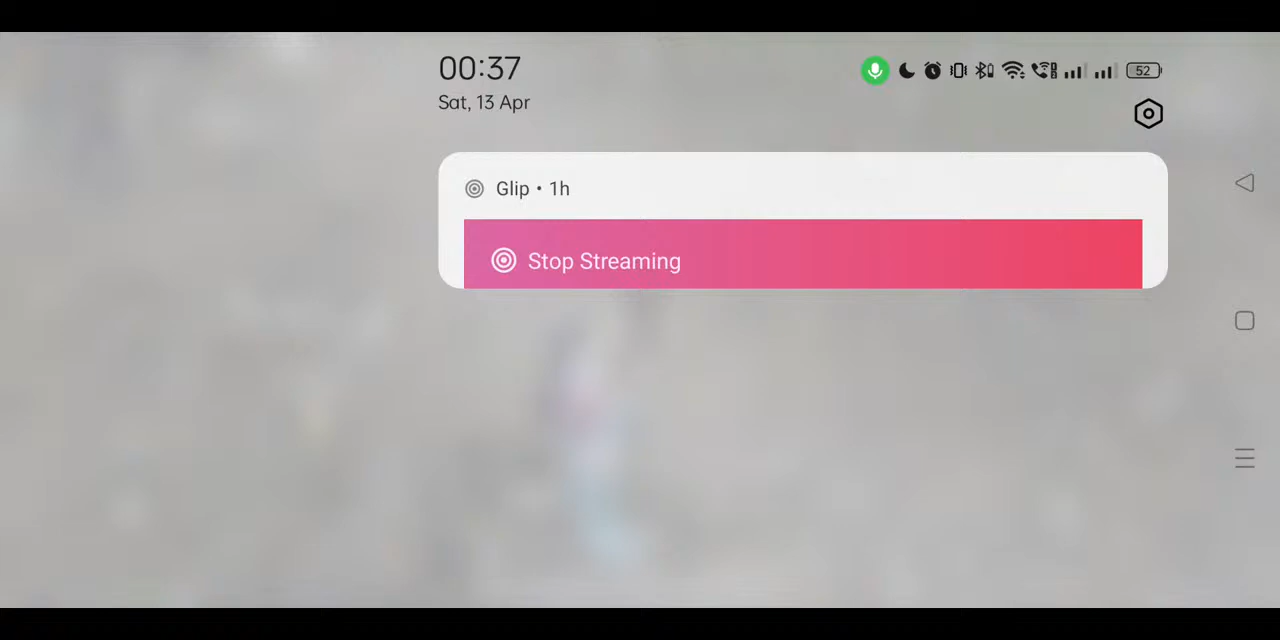 00:37
Sat, 13 Apr
52
Glip • 1h
Stop Streaming